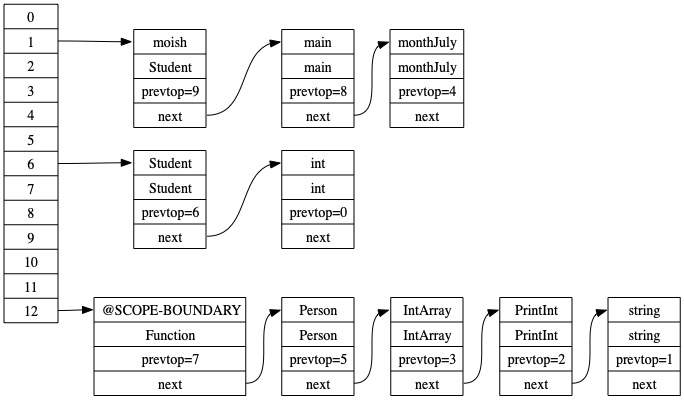 0
1
2
3
4
5
6
7
8
9
10
11
12
moish
Student
prevtop=9
next
main
main
prevtop=8
next
monthJuly
monthJuly
prevtop=4
next
Student
Student
prevtop=6
next
int
int
prevtop=0
next
@SCOPE-BOUNDARY
Function
prevtop=7
next
Person
Person
prevtop=5
next
IntArray
IntArray
prevtop=3
next
PrintInt
PrintInt
prevtop=2
next
string
string
prevtop=1
next